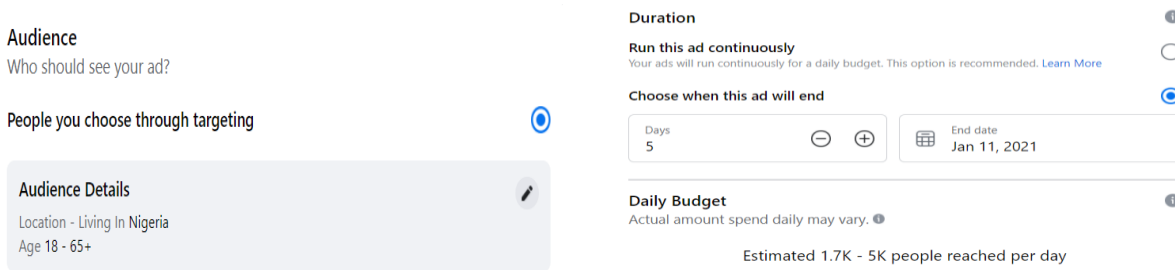 Audience
Who should see your ad?
People you choose through targeting
Audience Details
Location - Living In Nigeria
Age 18 - 65+
Duration
Run this ad continuously
Your ads will run continuously for a daily budget. This option is recommended. Learn More
Choose when this ad will end
Days
5
End date
Jan 11, 2021
Daily Budget
Actual amount spend daily may vary.
Estimated 1.7K - 5K people reached per day